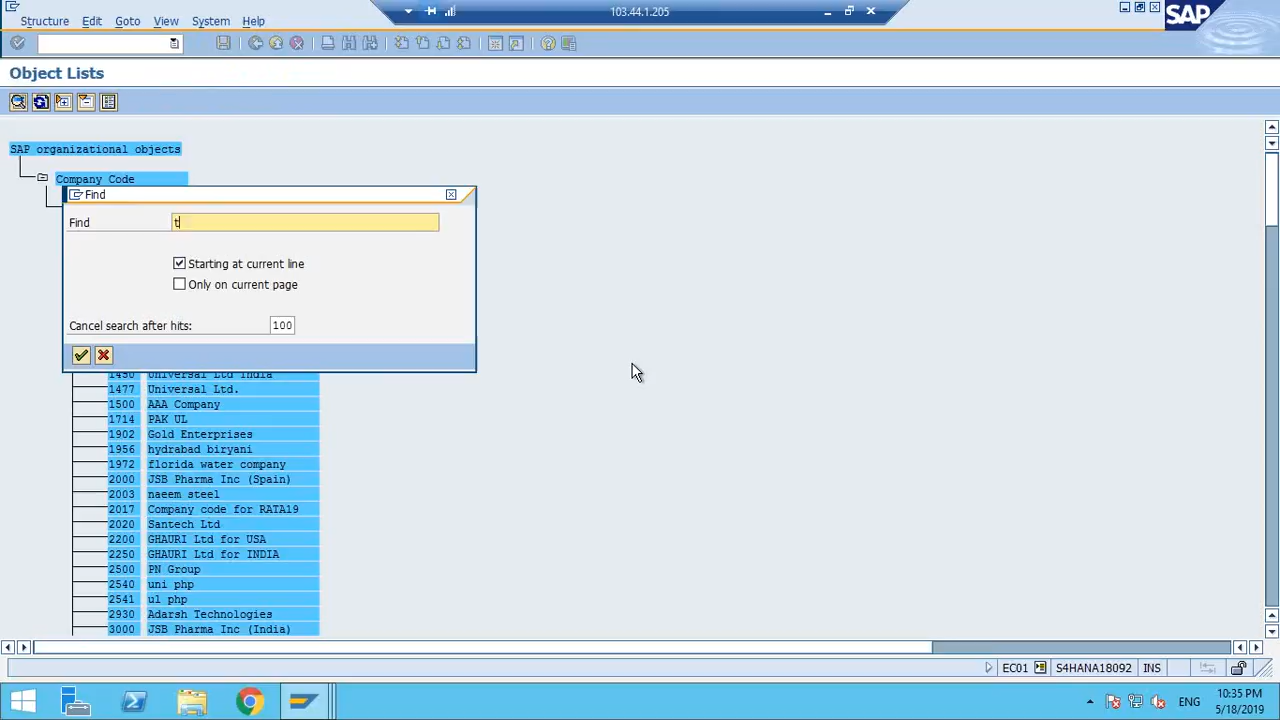 103.44.1.205
Structure Edit Goto System Help
SAP
Object Lists
SAP organizational objects
Company Code
Find
Find t
Starting at current line
Only on current page
Cancel search after hits: 100
1450 Universal Ltd India
1477 Universal Ltd.
1500 AAA Company
1714 PAK UL
1902 Gold Enterprises
1956 hydrabad biryani
1972 florida water company
2000 JSB Pharma Inc (Spain)
2003 naeem steel
2017 Company code for RATA19
2020 Santech Ltd
2200 GHAURI Ltd for USA
2250 GHAURI Ltd for INDIA
2500 PN Group
2540 uni php
2541 ul php
2930 Adarsh Technologies
3000 JSB Pharma Inc (India)
EC01 S4HANA18092 INS
ENG
10:35 PM
5/18/2019